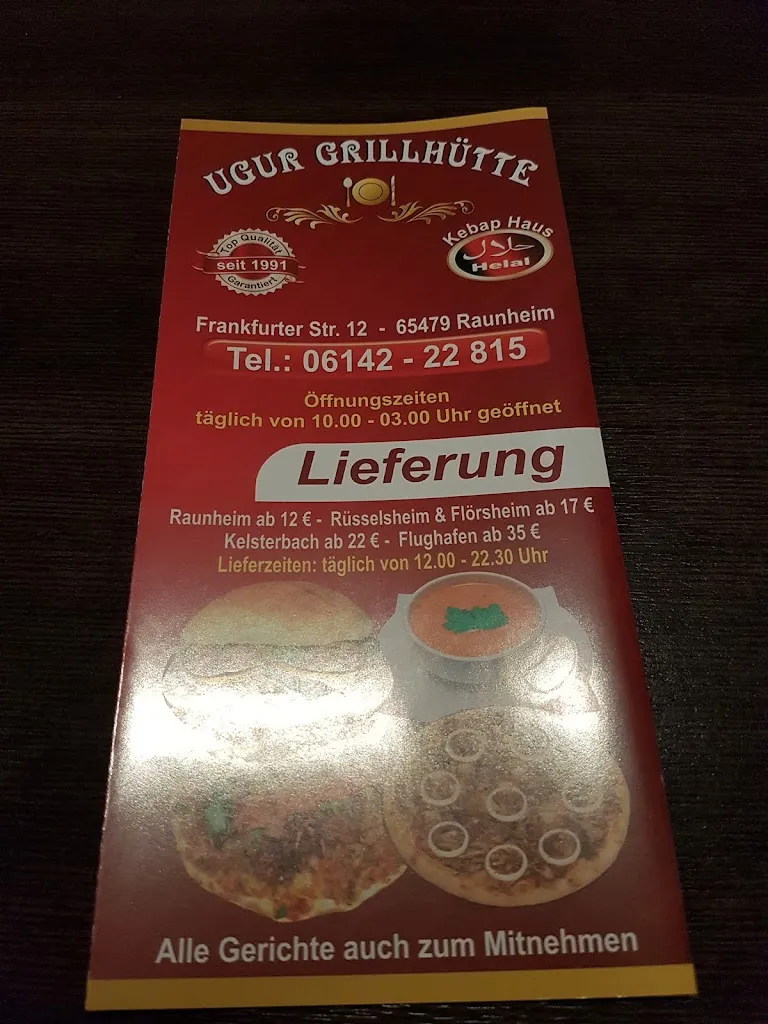 UGUR GRILLHÜTTE
Top Qualität
seit 1991
Garantiert
Kebap Haus
حلال
Helal
Frankfurter Str. 12 - 65479 Raunheim
Tel.: 06142 - 22 815
Öffnungszeiten
täglich von 10.00 - 03.00 Uhr geöffnet
Lieferung
Raunheim ab 12 € - Rüsselsheim & Flörsheim ab 17 €
Kelsterbach ab 22 € - Flughafen ab 35 €
Lieferzeiten: täglich von 12.00 - 22.30 Uhr
Alle Gerichte auch zum Mitnehmen